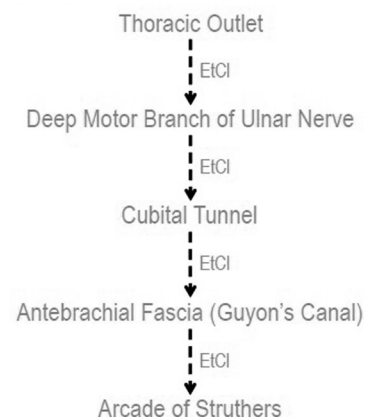 Thoracic Outlet
EtCl
Deep Motor Branch of Ulnar Nerve
EtCl
Cubital Tunnel
EtCl
Antebrachial Fascia (Guyon's Canal)
EtCl
Arcade of Struthers